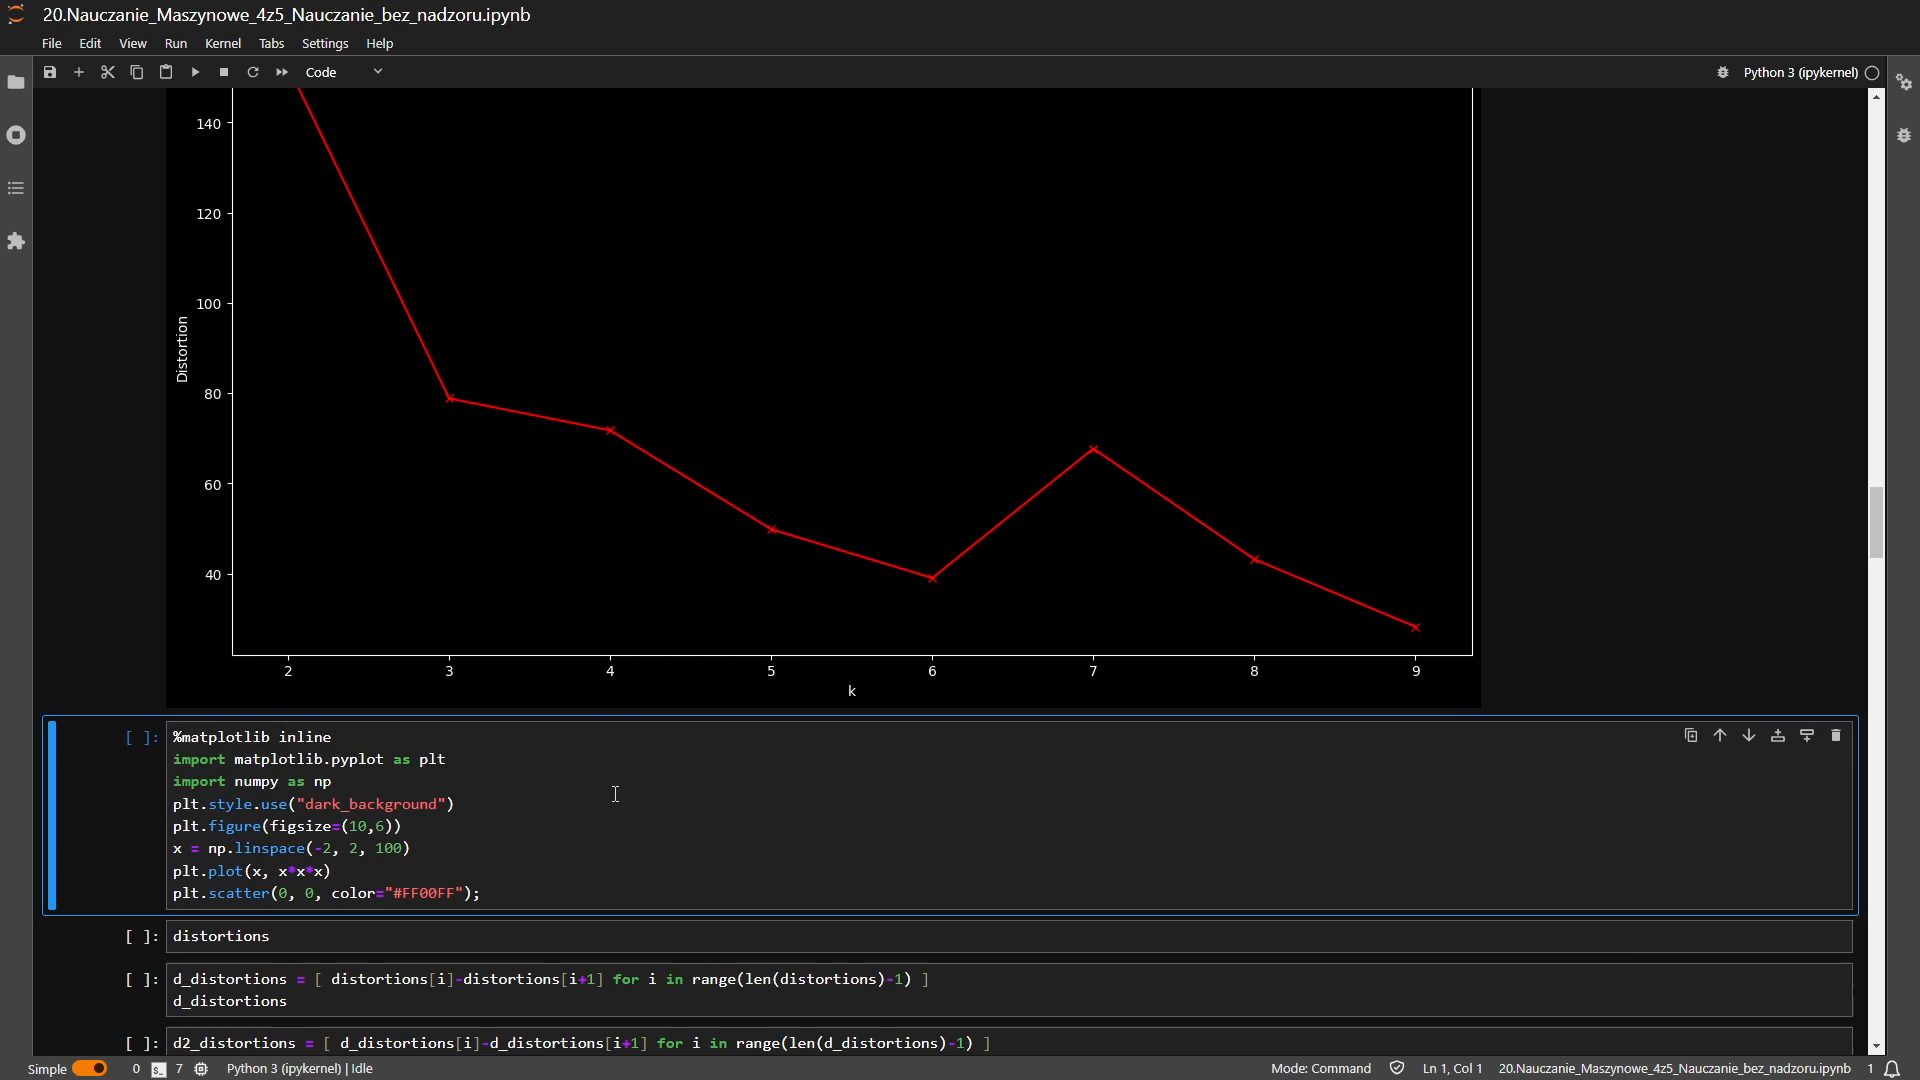 20.Nauczanie_Maszynowe_4z5_Nauczanie_bez_nadzoru.ipynb
File Edit View Run Kernel Tabs Settings Help
Code
Python 3 (ipykernel)
140
120
100
80
60
40
Distortion
2 3 4 5 6 7 8 9
k
[ ]: %matplotlib inline
import matplotlib.pyplot as plt
import numpy as np
plt.style.use("dark_background")
plt.figure(figsize=(10,6))
x = np.linspace(-2, 2, 100)
plt.plot(x, x*x*x)
plt.scatter(0, 0, color="#FF00FF");
[ ]: distortions
[ ]: d_distortions = [ distortions[i]-distortions[i+1] for i in range(len(distortions)-1) ]
d_distortions
[ ]: d2_distortions = [ d_distortions[i]-d_distortions[i+1] for i in range(len(d_distortions)-1) ]
Simple 0 7 Python 3 (ipykernel) | Idle Mode: Command Ln 1, Col 1 20.Nauczanie_Maszynowe_4z5_Nauczanie_bez_nadzoru.ipynb 1